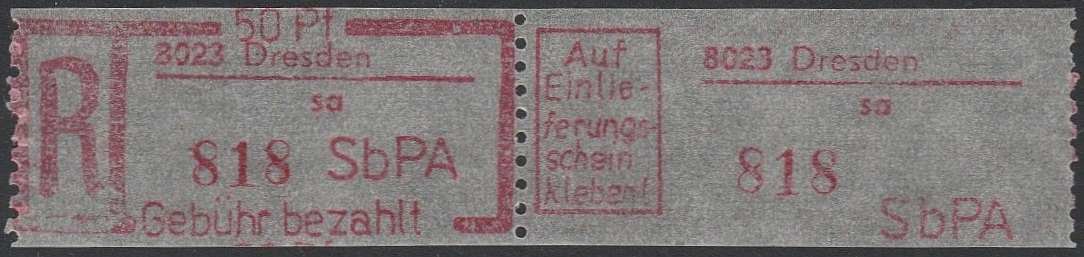 50 Pf
R
8023 Dresden
sa
818 SbPA
Gebühr bezahlt
Auf
Einlie-
ferungs-
schein
kleben!
8023 Dresden
sa
818
SbPA